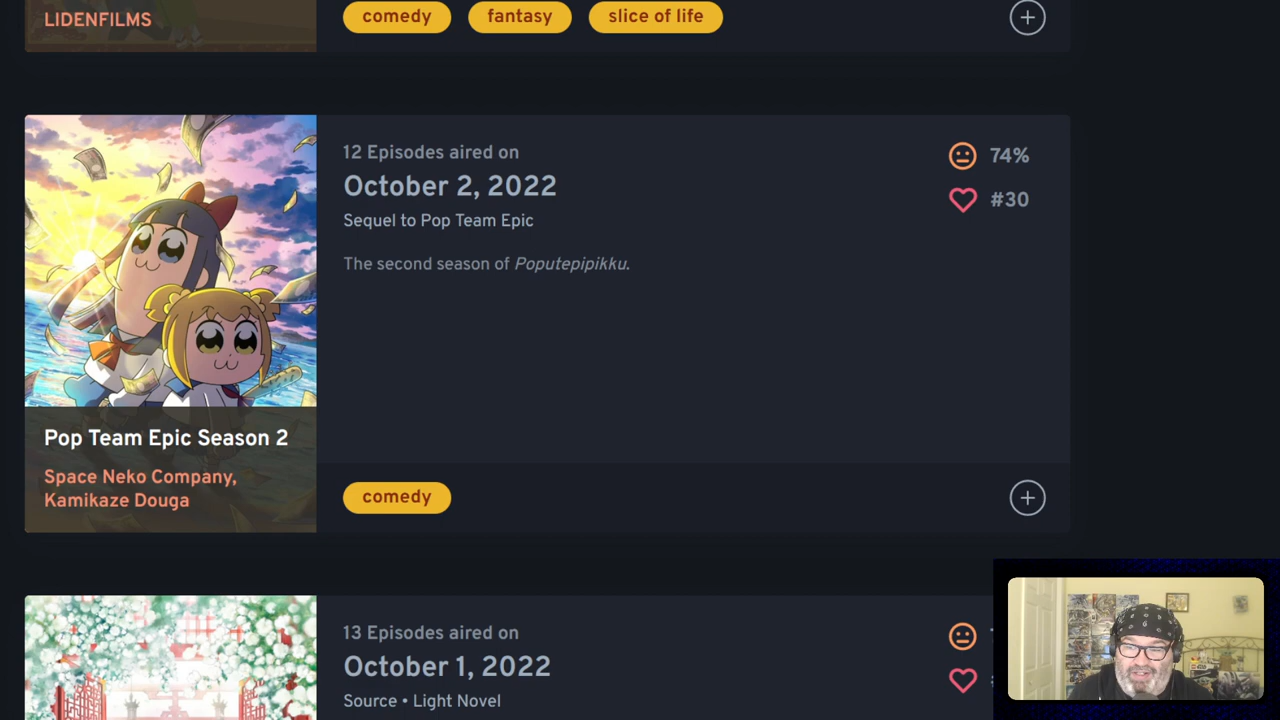 LIDENFILMS
comedy
fantasy
slice of life
12 Episodes aired on
October 2, 2022
Sequel to Pop Team Epic
The second season of Poputepipikku.
74%
#30
Pop Team Epic Season 2
Space Neko Company,
Kamikaze Douga
comedy
13 Episodes aired on
October 1, 2022
Source • Light Novel